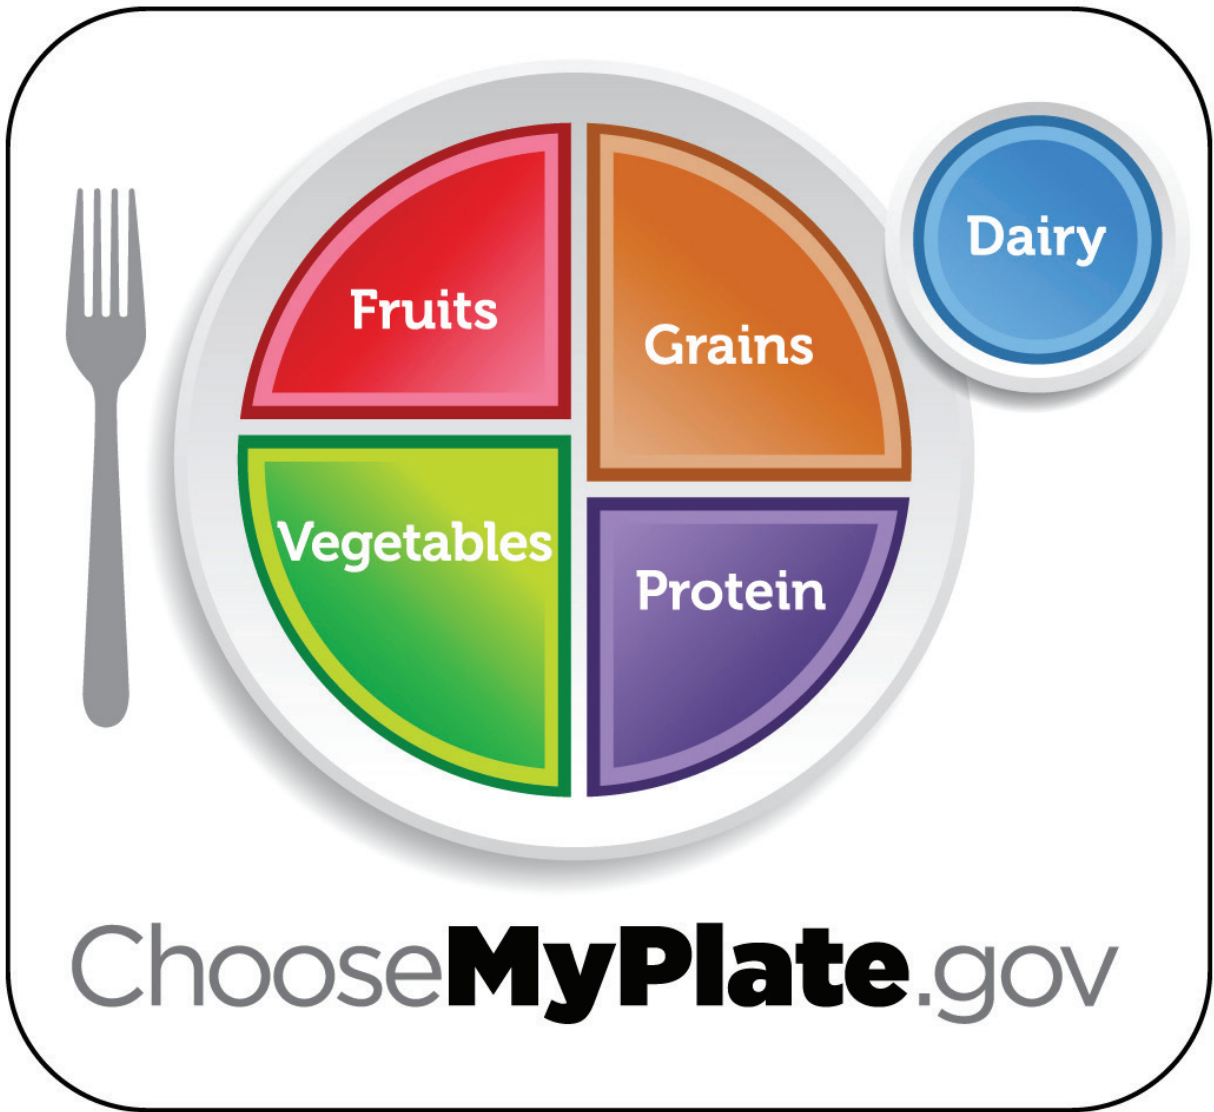 Fruits
Grains
Dairy
Vegetables
Protein
ChooseMyPlate.gov